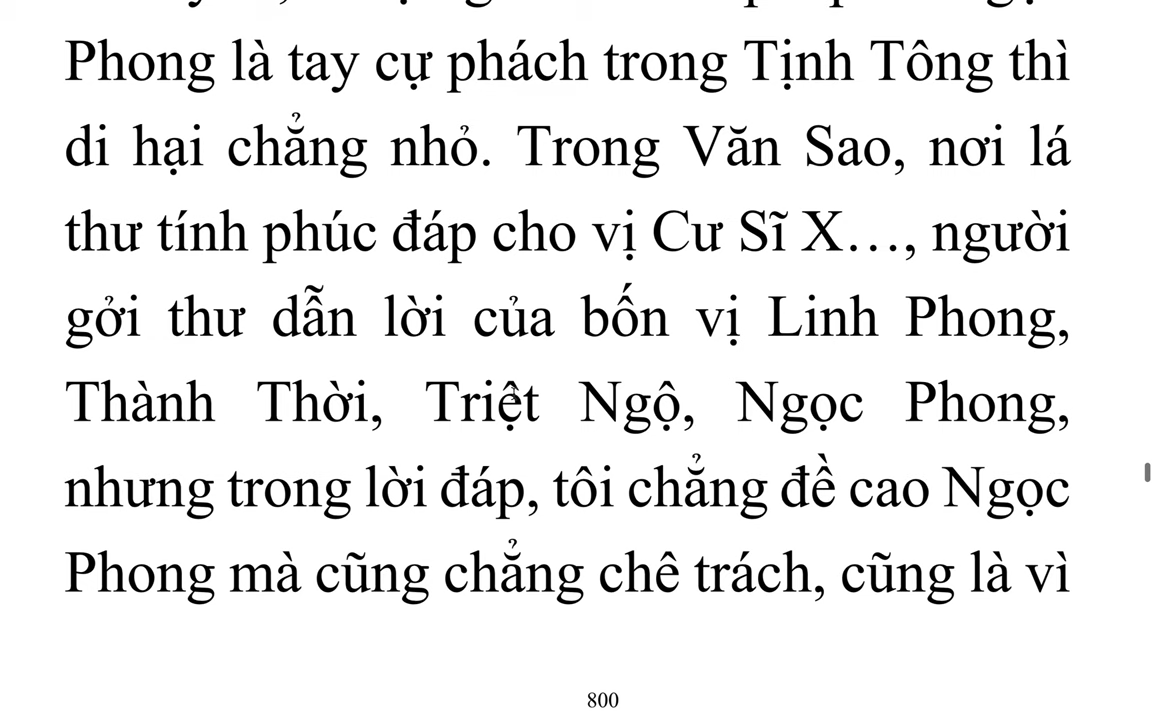 Phong là tay cự phách trong Tịnh Tông thì
di hại chẳng nhỏ. Trong Văn Sao, nơi lá
thư tính phúc đáp cho vị Cư Sĩ X…, người
gởi thư dẫn lời của bốn vị Linh Phong,
Thành Thời, Triệt Ngộ, Ngọc Phong,
nhưng trong lời đáp, tôi chẳng đề cao Ngọc
Phong mà cũng chẳng chê trách, cũng là vì
800